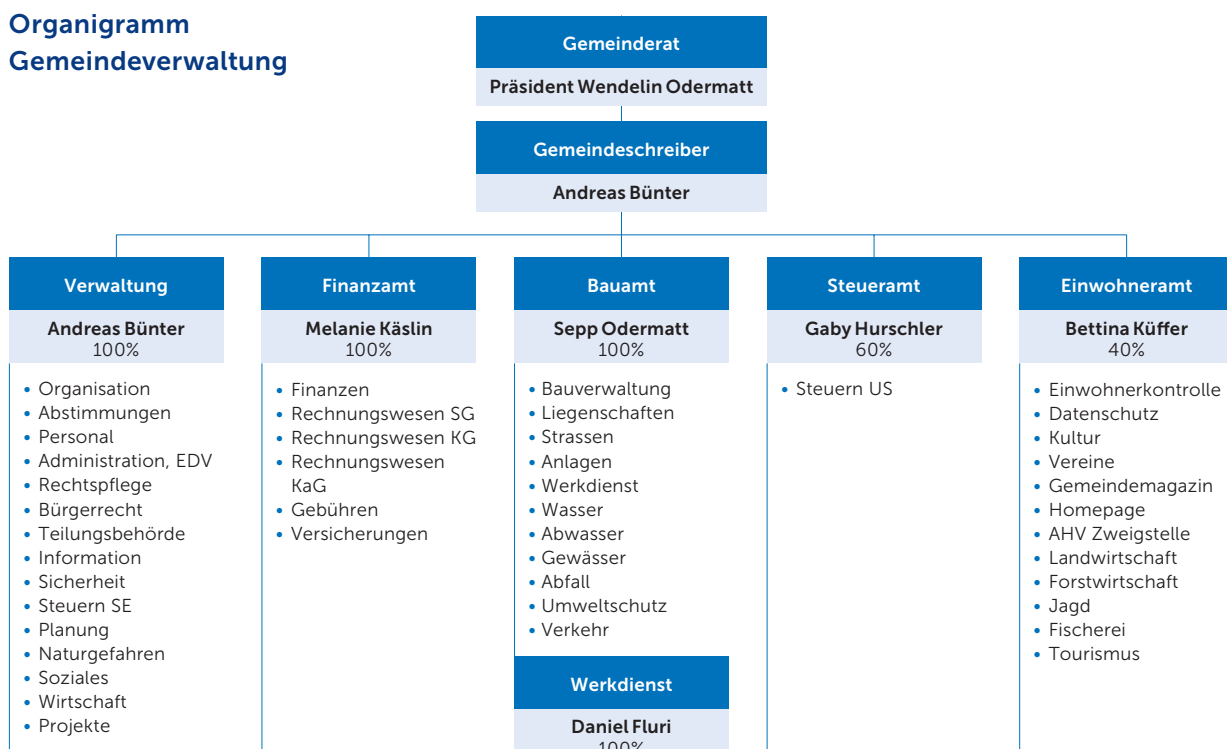 Organigramm
Gemeindeverwaltung
Gemeinderat
Präsident Wendelin Odermatt
Gemeindeschreiber
Andreas Bünter
Verwaltung
Andreas Bünter
100%
• Organisation
• Abstimmungen
• Personal
• Administration, EDV
• Rechtspflege
• Bürgerrecht
• Teilungsbehörde
• Information
• Sicherheit
• Steuern SE
• Planung
• Naturgefahren
• Soziales
• Wirtschaft
• Projekte
Finanzamt
Melanie Käslin
100%
• Finanzen
• Rechnungswesen SG
• Rechnungswesen KG
• Rechnungswesen
KaG
• Gebühren
• Versicherungen
Bauamt
Sepp Odermatt
100%
• Bauverwaltung
• Liegenschaften
• Strassen
• Anlagen
• Werkdienst
• Wasser
• Abwasser
• Gewässer
• Abfall
• Umweltschutz
• Verkehr
Werkdienst
Daniel Fluri
100%
Steueramt
Gaby Hurschler
60%
• Steuern US
Einwohneramt
Bettina Küffer
40%
• Einwohnerkontrolle
• Datenschutz
• Kultur
• Vereine
• Gemeindemagazin
• Homepage
• AHV Zweigstelle
• Landwirtschaft
• Forstwirtschaft
• Jagd
• Fischerei
• Tourismus